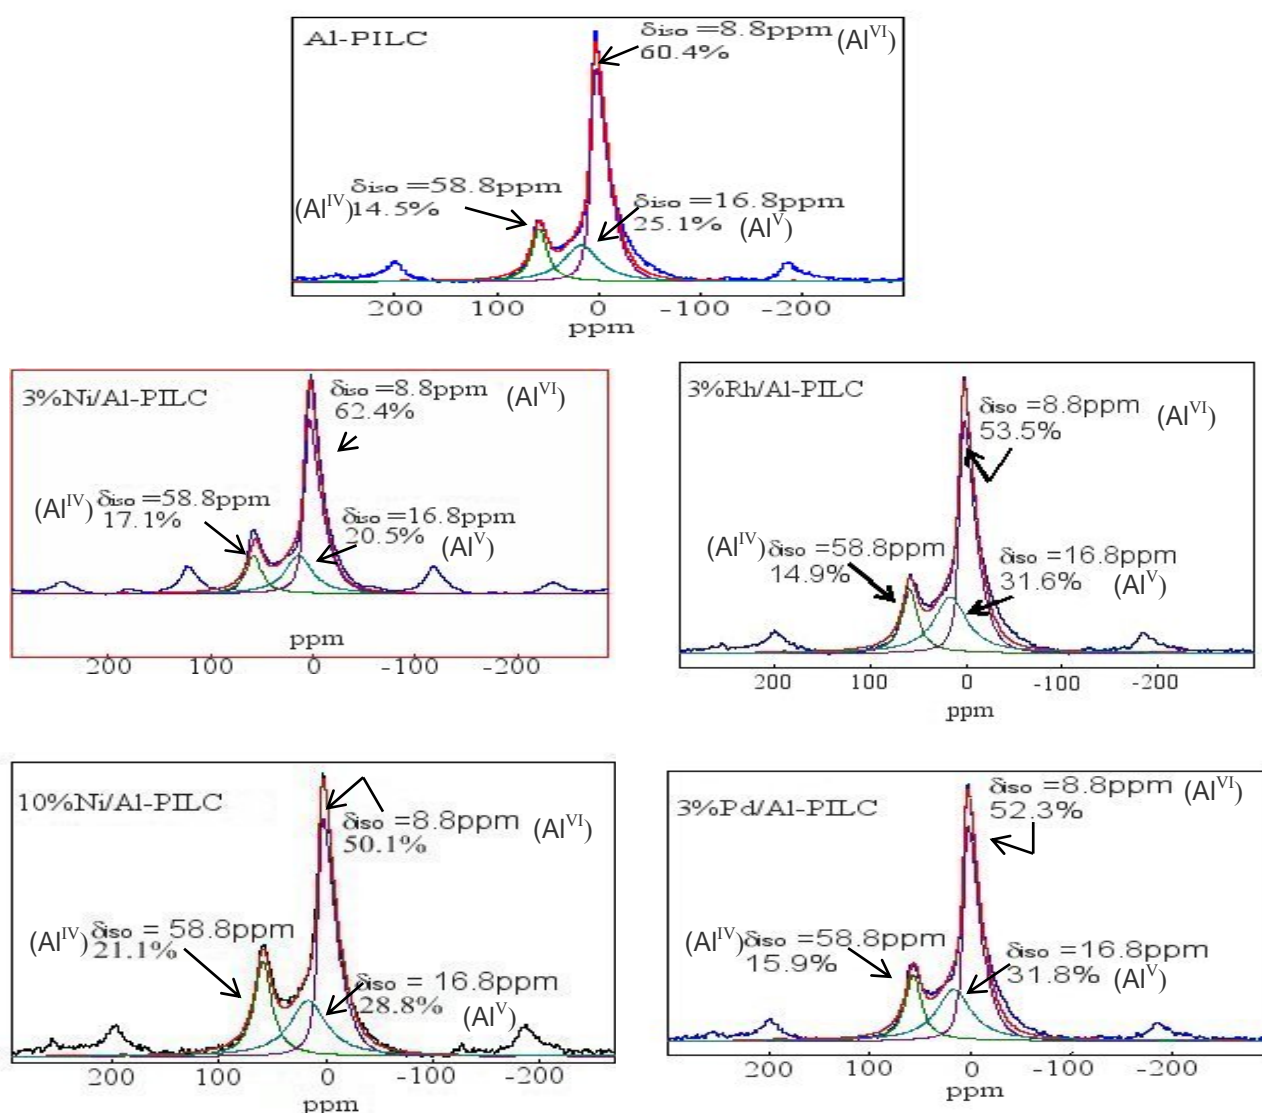 Al-PILC
δiso =8.8ppm (Al^VI)
60.4%
δiso =58.8ppm
(Al^IV) 14.5%
δiso =16.8ppm
25.1% (Al^V)
200 100 0 -100 -200
ppm
3%Ni/Al-PILC
δiso =8.8ppm (Al^VI)
62.4%
(Al^IV) δiso =58.8ppm
17.1%
δiso =16.8ppm
20.5% (Al^V)
ppm
200 100 0 -100 -200
3%Rh/Al-PILC
δiso =8.8ppm (Al^VI)
53.5%
(Al^IV) δiso =58.8ppm
14.9%
δiso =16.8ppm
31.6% (Al^V)
200 100 0 -100 -200
ppm
10%Ni/Al-PILC
δiso =8.8ppm (Al^VI)
50.1%
(Al^IV) δiso = 58.8ppm
21.1%
δiso = 16.8ppm
28.8% (Al^V)
200 100 0 -100 -200
ppm
3%Pd/Al-PILC
δiso =8.8ppm (Al^VI)
52.3%
(Al^IV) δiso =58.8ppm
15.9%
δiso =16.8ppm
31.8% (Al^V)
200 100 0 -100 -200
ppm